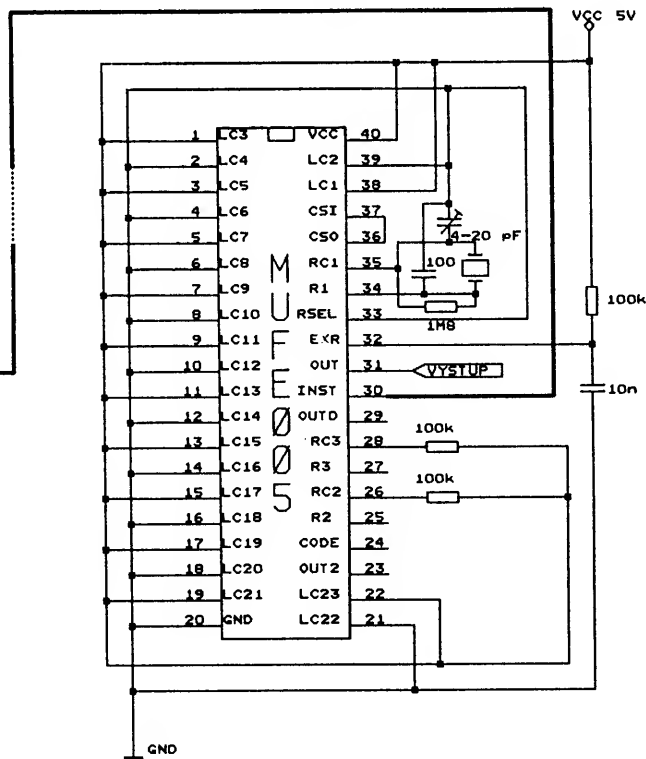 VCC 5V
1 LC3 VCC 40
2 LC4 LC2 39
3 LC5 LC1 38
4 LC6 CSI 37
5 LC7 CSO 36
4-20 pF
6 LC8 RC1 35
100
7 LC9 R1 34
8 LC10 RSEL 33
1M8
100k
9 LC11 EXR 32
10 LC12 OUT 31
VYSTUP
11 LC13 INST 30
10n
12 LC14 OUTD 29
13 LC15 RC3 28
100k
14 LC16 R3 27
15 LC17 RC2 26
100k
16 LC18 R2 25
17 LC19 CODE 24
18 LC20 OUT2 23
19 LC21 LC23 22
20 GND LC22 21
MUFE005
GND